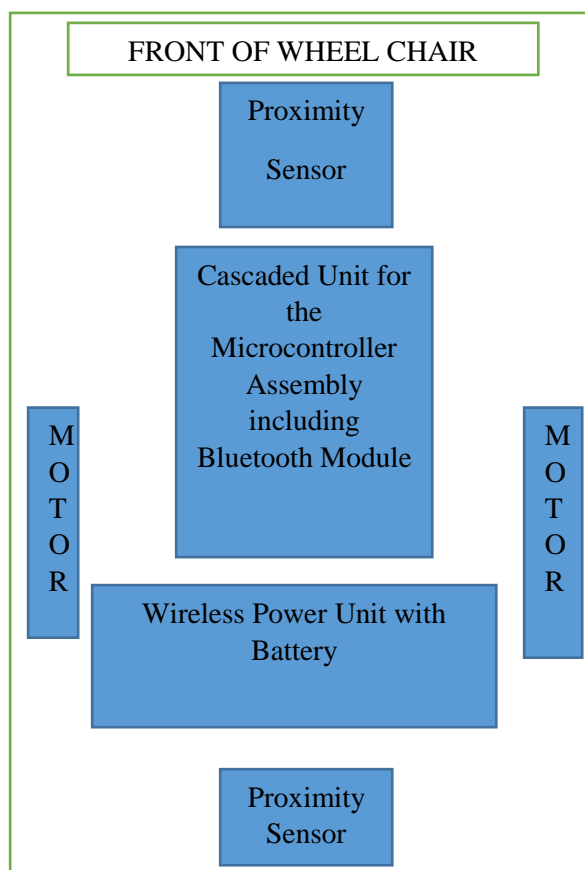 FRONT OF WHEEL CHAIR
Proximity
Sensor
Cascaded Unit for
the
Microcontroller
Assembly
including
Bluetooth Module
M
O
T
O
R
M
O
T
O
R
Wireless Power Unit with
Battery
Proximity
Sensor